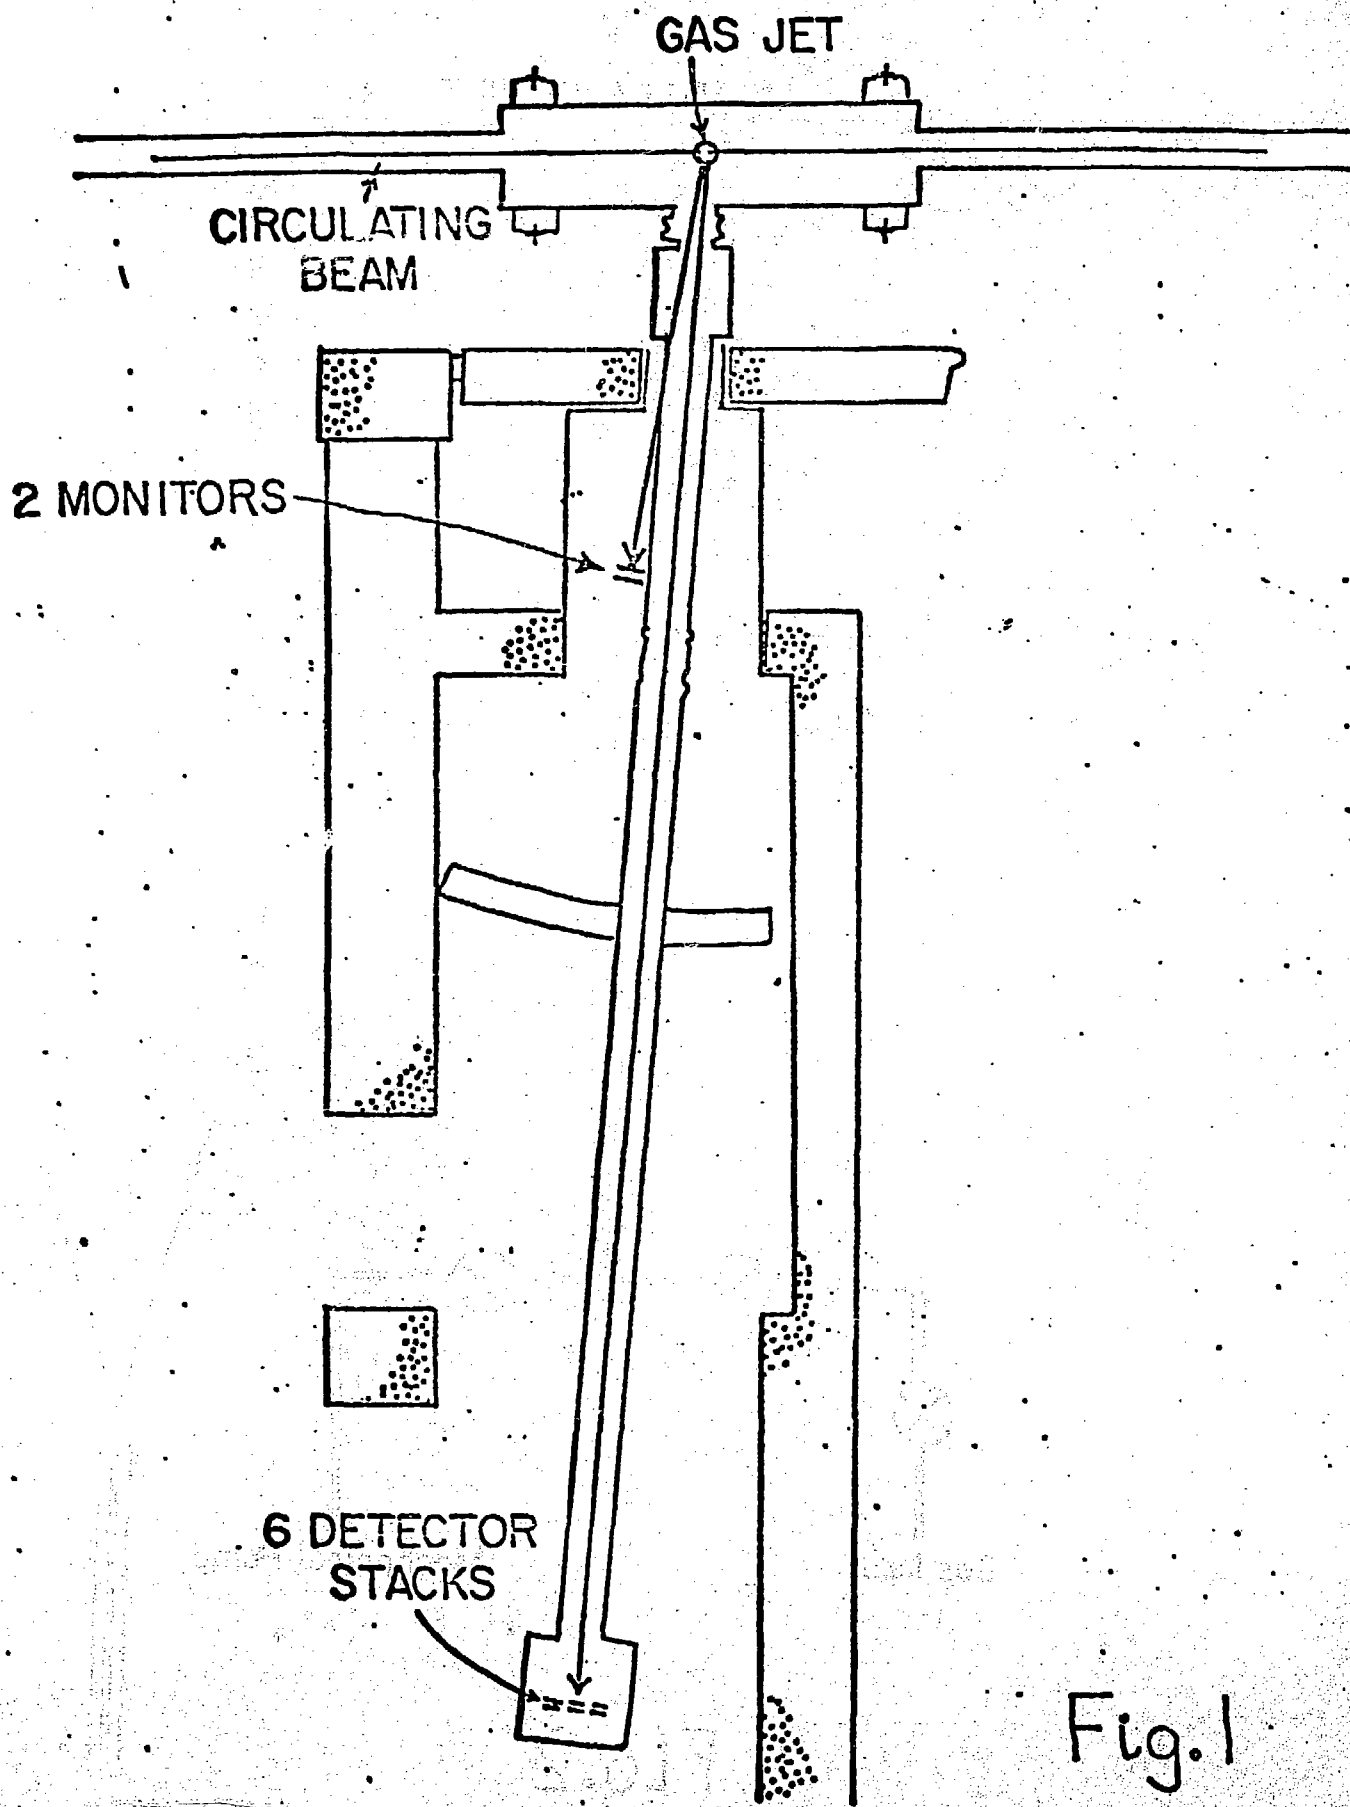 GAS JET
CIRCULATING
BEAM
2 MONITORS
6 DETECTOR
STACKS
Fig. 1